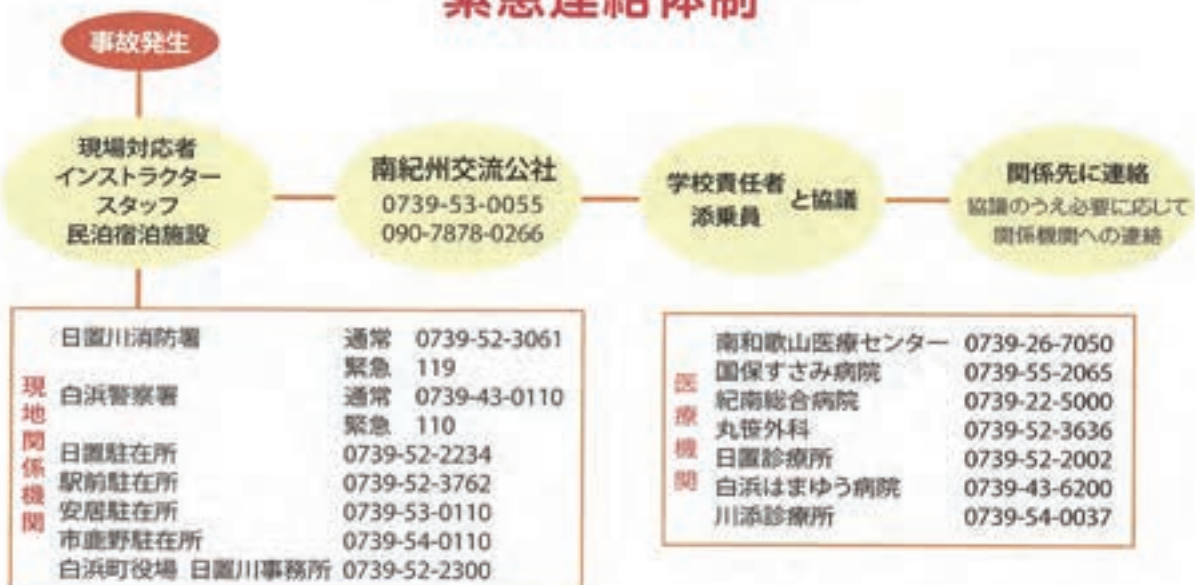 緊急連絡体制
事故発生
現場対応者
インストラクター
スタッフ
民泊宿泊施設
南紀州交流公社
0739-53-0055
090-7878-0266
学校責任者
添乗員
と協議
関係先に連絡
協議のうえ必要に応じて
関係機関への連絡
現地関係機関
日置川消防署 通常 0739-52-3061
緊急 119
白浜警察署 通常 0739-43-0110
緊急 110
日置駐在所 0739-52-2234
駅前駐在所 0739-52-3762
安居駐在所 0739-53-0110
市鹿野駐在所 0739-54-0110
白浜町役場 日置川事務所 0739-52-2300
医療機関
南和歌山医療センター 0739-26-7050
国保すさみ病院 0739-55-2065
紀南総合病院 0739-22-5000
丸笹外科 0739-52-3636
日置診療所 0739-52-2002
白浜はまゆう病院 0739-43-6200
川添診療所 0739-54-0037